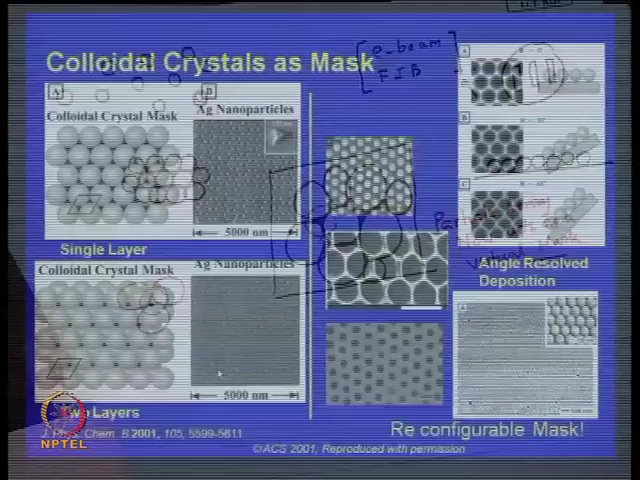 Colloidal Crystals as Mask
e-beam
FIB
A
B
Colloidal Crystal Mask
Ag Nanoparticles
5000 nm
Single Layer
Colloidal Crystal Mask
Ag Nanoparticles
5000 nm
Two Layers
A
B
C
Angle Resolved
Deposition
Re configurable Mask!
J. Phys. Chem. B 2001, 105, 5599-5611
©ACS 2001, Reproduced with permission
NPTEL